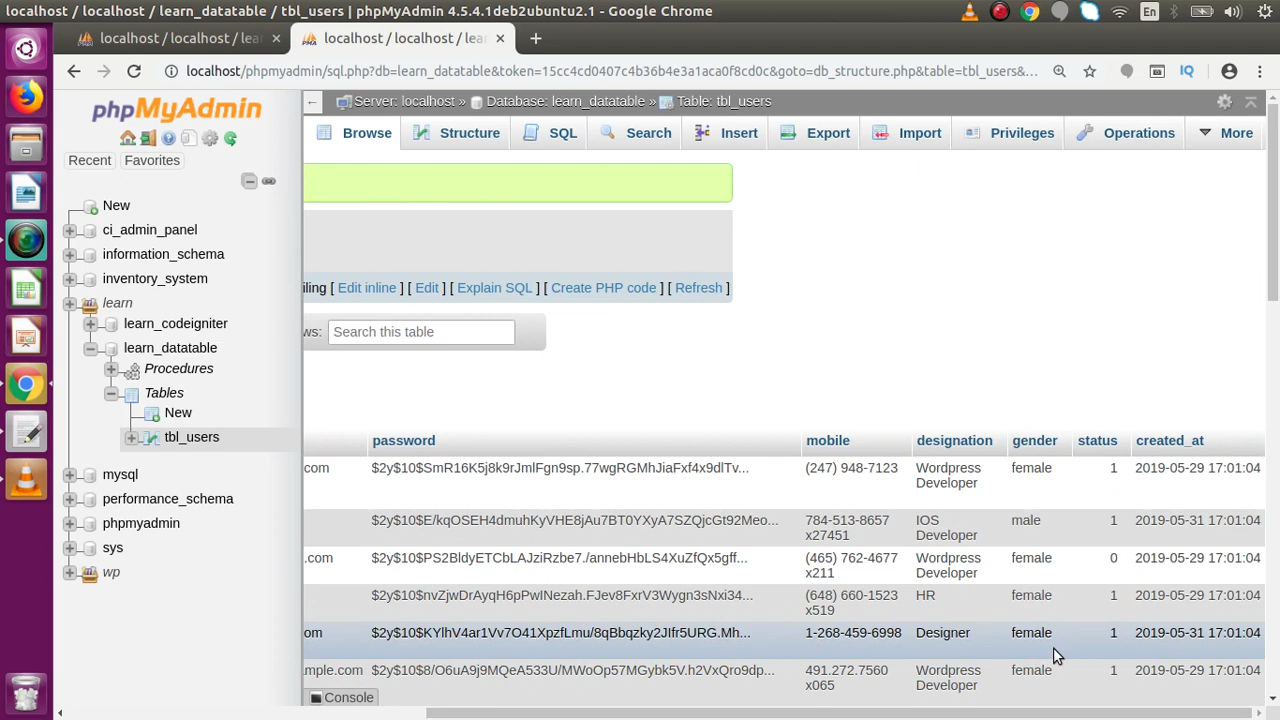 localhost / localhost / learn_datatable / tbl_users | phpMyAdmin 4.5.4.1deb2ubuntu2.1 - Google Chrome
En
localhost / localhost / lear
localhost / localhost / lear
localhost/phpmyadmin/sql.php?db=learn_datatable&token=15cc4cd0407c4b36b4e3a1aca0f8cd0c&goto=db_structure.php&table=tbl_users&...
IQ
phpMyAdmin
Recent
Favorites
New
ci_admin_panel
information_schema
inventory_system
learn
learn_codeigniter
learn_datatable
Procedures
Tables
New
tbl_users
mysql
performance_schema
phpmyadmin
sys
wp
Server: localhost » Database: learn_datatable » Table: tbl_users
Browse Structure SQL Search Insert Export Import Privileges Operations More
iling [ Edit inline ] [ Edit ] [ Explain SQL ] [ Create PHP code ] [ Refresh ]
ws: Search this table
password mobile designation gender status created_at
com $2y$10$SmR16K5j8k9rJmlFgn9sp.77wgRGMhJiaFxf4x9dlTv... (247) 948-7123 Wordpress Developer female 1 2019-05-29 17:01:04
$2y$10$E/kqOSEH4dmuhKyVHE8jAu7BT0YXyA7SZQjcGt92Meo... 784-513-8657 x27451 IOS Developer male 1 2019-05-31 17:01:04
.com $2y$10$PS2BldyETCbLAJziRzbe7./annebHbLS4XuZfQx5gff... (465) 762-4677 x211 Wordpress Developer female 0 2019-05-29 17:01:04
$2y$10$nvZjwDrAyqH6pPwINezah.FJev8FxrV3Wygn3sNxi34... (648) 660-1523 x519 HR female 1 2019-05-29 17:01:04
om $2y$10$KYlhV4ar1Vv7O41XpzfLmu/8qBbqzky2JIfr5URG.Mh... 1-268-459-6998 Designer female 1 2019-05-31 17:01:04
mple.com $2y$10$8/O6uA9j9MQeA533U/MWoOp57MGybk5V.h2VxQro9dp... 491.272.7560 x065 Wordpress Developer female 1 2019-05-29 17:01:04
Console